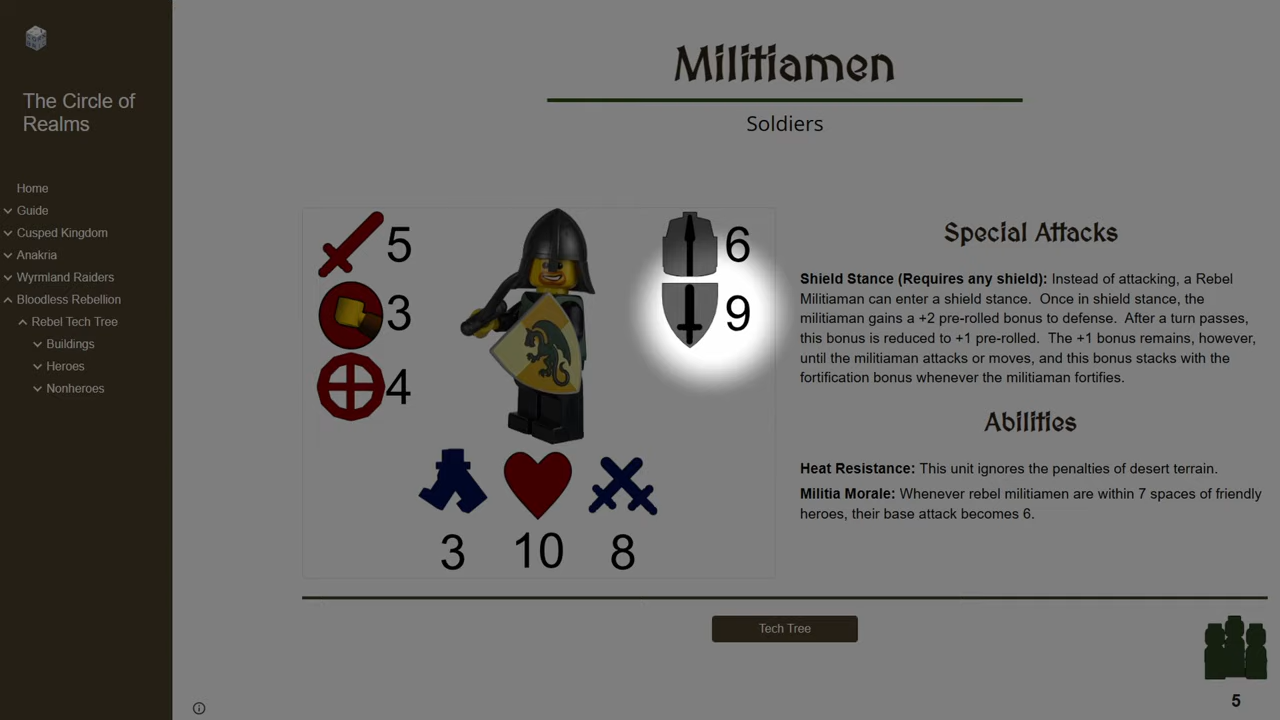 The Circle of
Realms
Home
Guide
Cusped Kingdom
Anakria
Wyrmland Raiders
Bloodless Rebellion
Rebel Tech Tree
Buildings
Heroes
Nonheroes
Militiamen
Soldiers
5
3
4
6
9
3
10
8
Special Attacks
Shield Stance (Requires any shield): Instead of attacking, a Rebel
Militiaman can enter a shield stance. Once in shield stance, the
militiaman gains a +2 pre-rolled bonus to defense. After a turn passes,
this bonus is reduced to +1 pre-rolled. The +1 bonus remains, however,
until the militiaman attacks or moves, and this bonus stacks with the
fortification bonus whenever the militiaman fortifies.
Abilities
Heat Resistance: This unit ignores the penalties of desert terrain.
Militia Morale: Whenever rebel militiamen are within 7 spaces of friendly
heroes, their base attack becomes 6.
Tech Tree
5